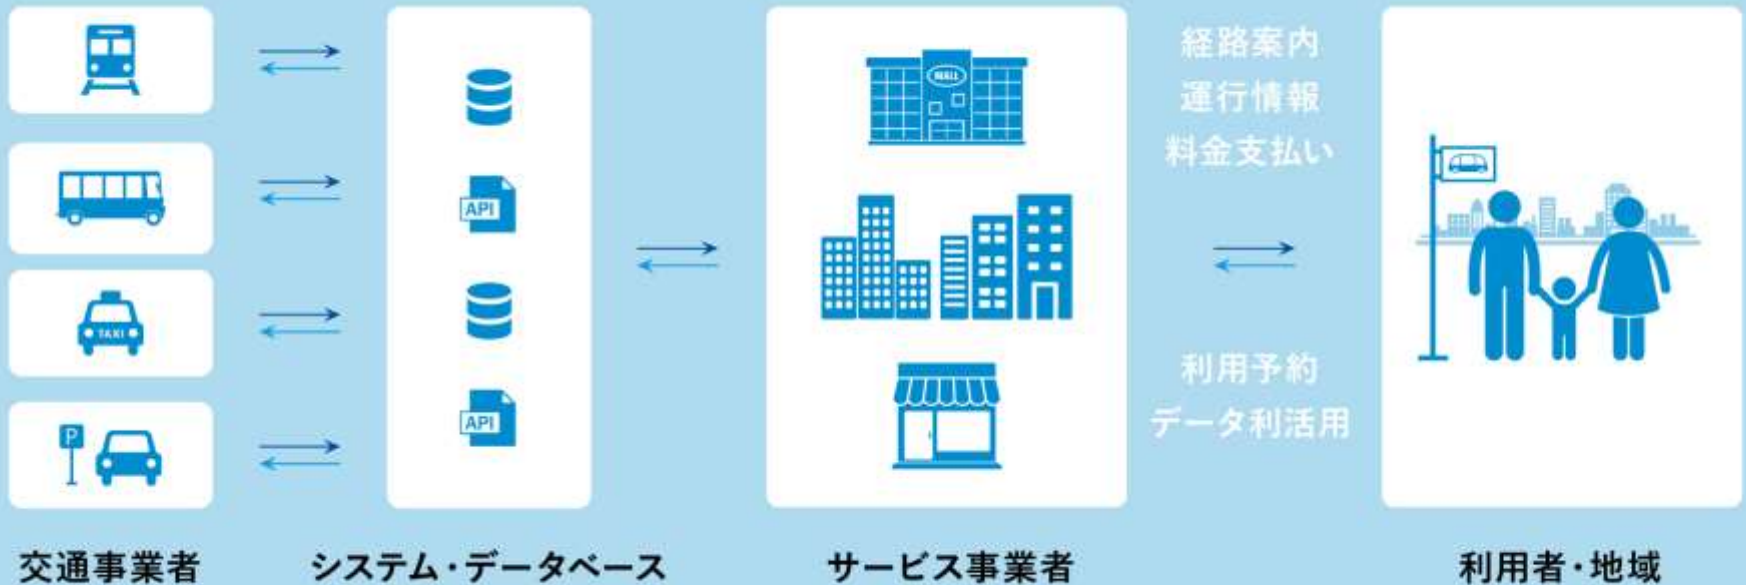 経路案内
運行情報
料金支払い
MALL
API
TAXI
利用予約
データ利活用
API
P
交通事業者
システム・データベース
サービス事業者
利用者・地域